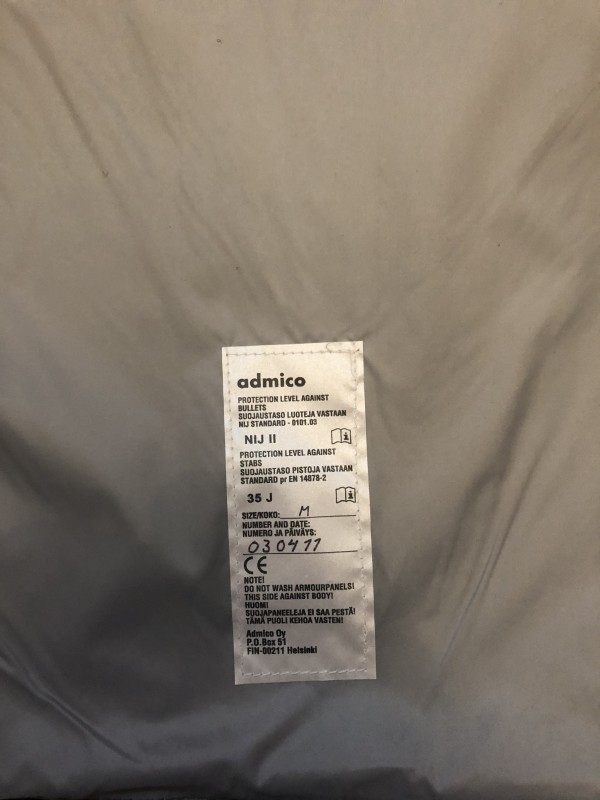 admico
PROTECTION LEVEL AGAINST
BULLETS
SUOJAUSTASO LUOTEJA VASTAAN
NIJ STANDARD - 0101.03
NIJ II
PROTECTION LEVEL AGAINST
STABS
SUOJAUSTASO PISTOJA VASTAAN
STANDARD pr EN 14878-2
35 J
SIZE/KOKO: M
NUMBER AND DATE:
NUMERO JA PÄIVÄYS:
030411
CE
NOTE!
DO NOT WASH ARMOURPANELS!
THIS SIDE AGAINST BODY!
HUOM!
SUOJAPANEELEJA EI SAA PESTÄ!
TÄMÄ PUOLI KEHOA VASTEN!
Admico Oy
P.O.Box 51
FIN-00211 Helsinki